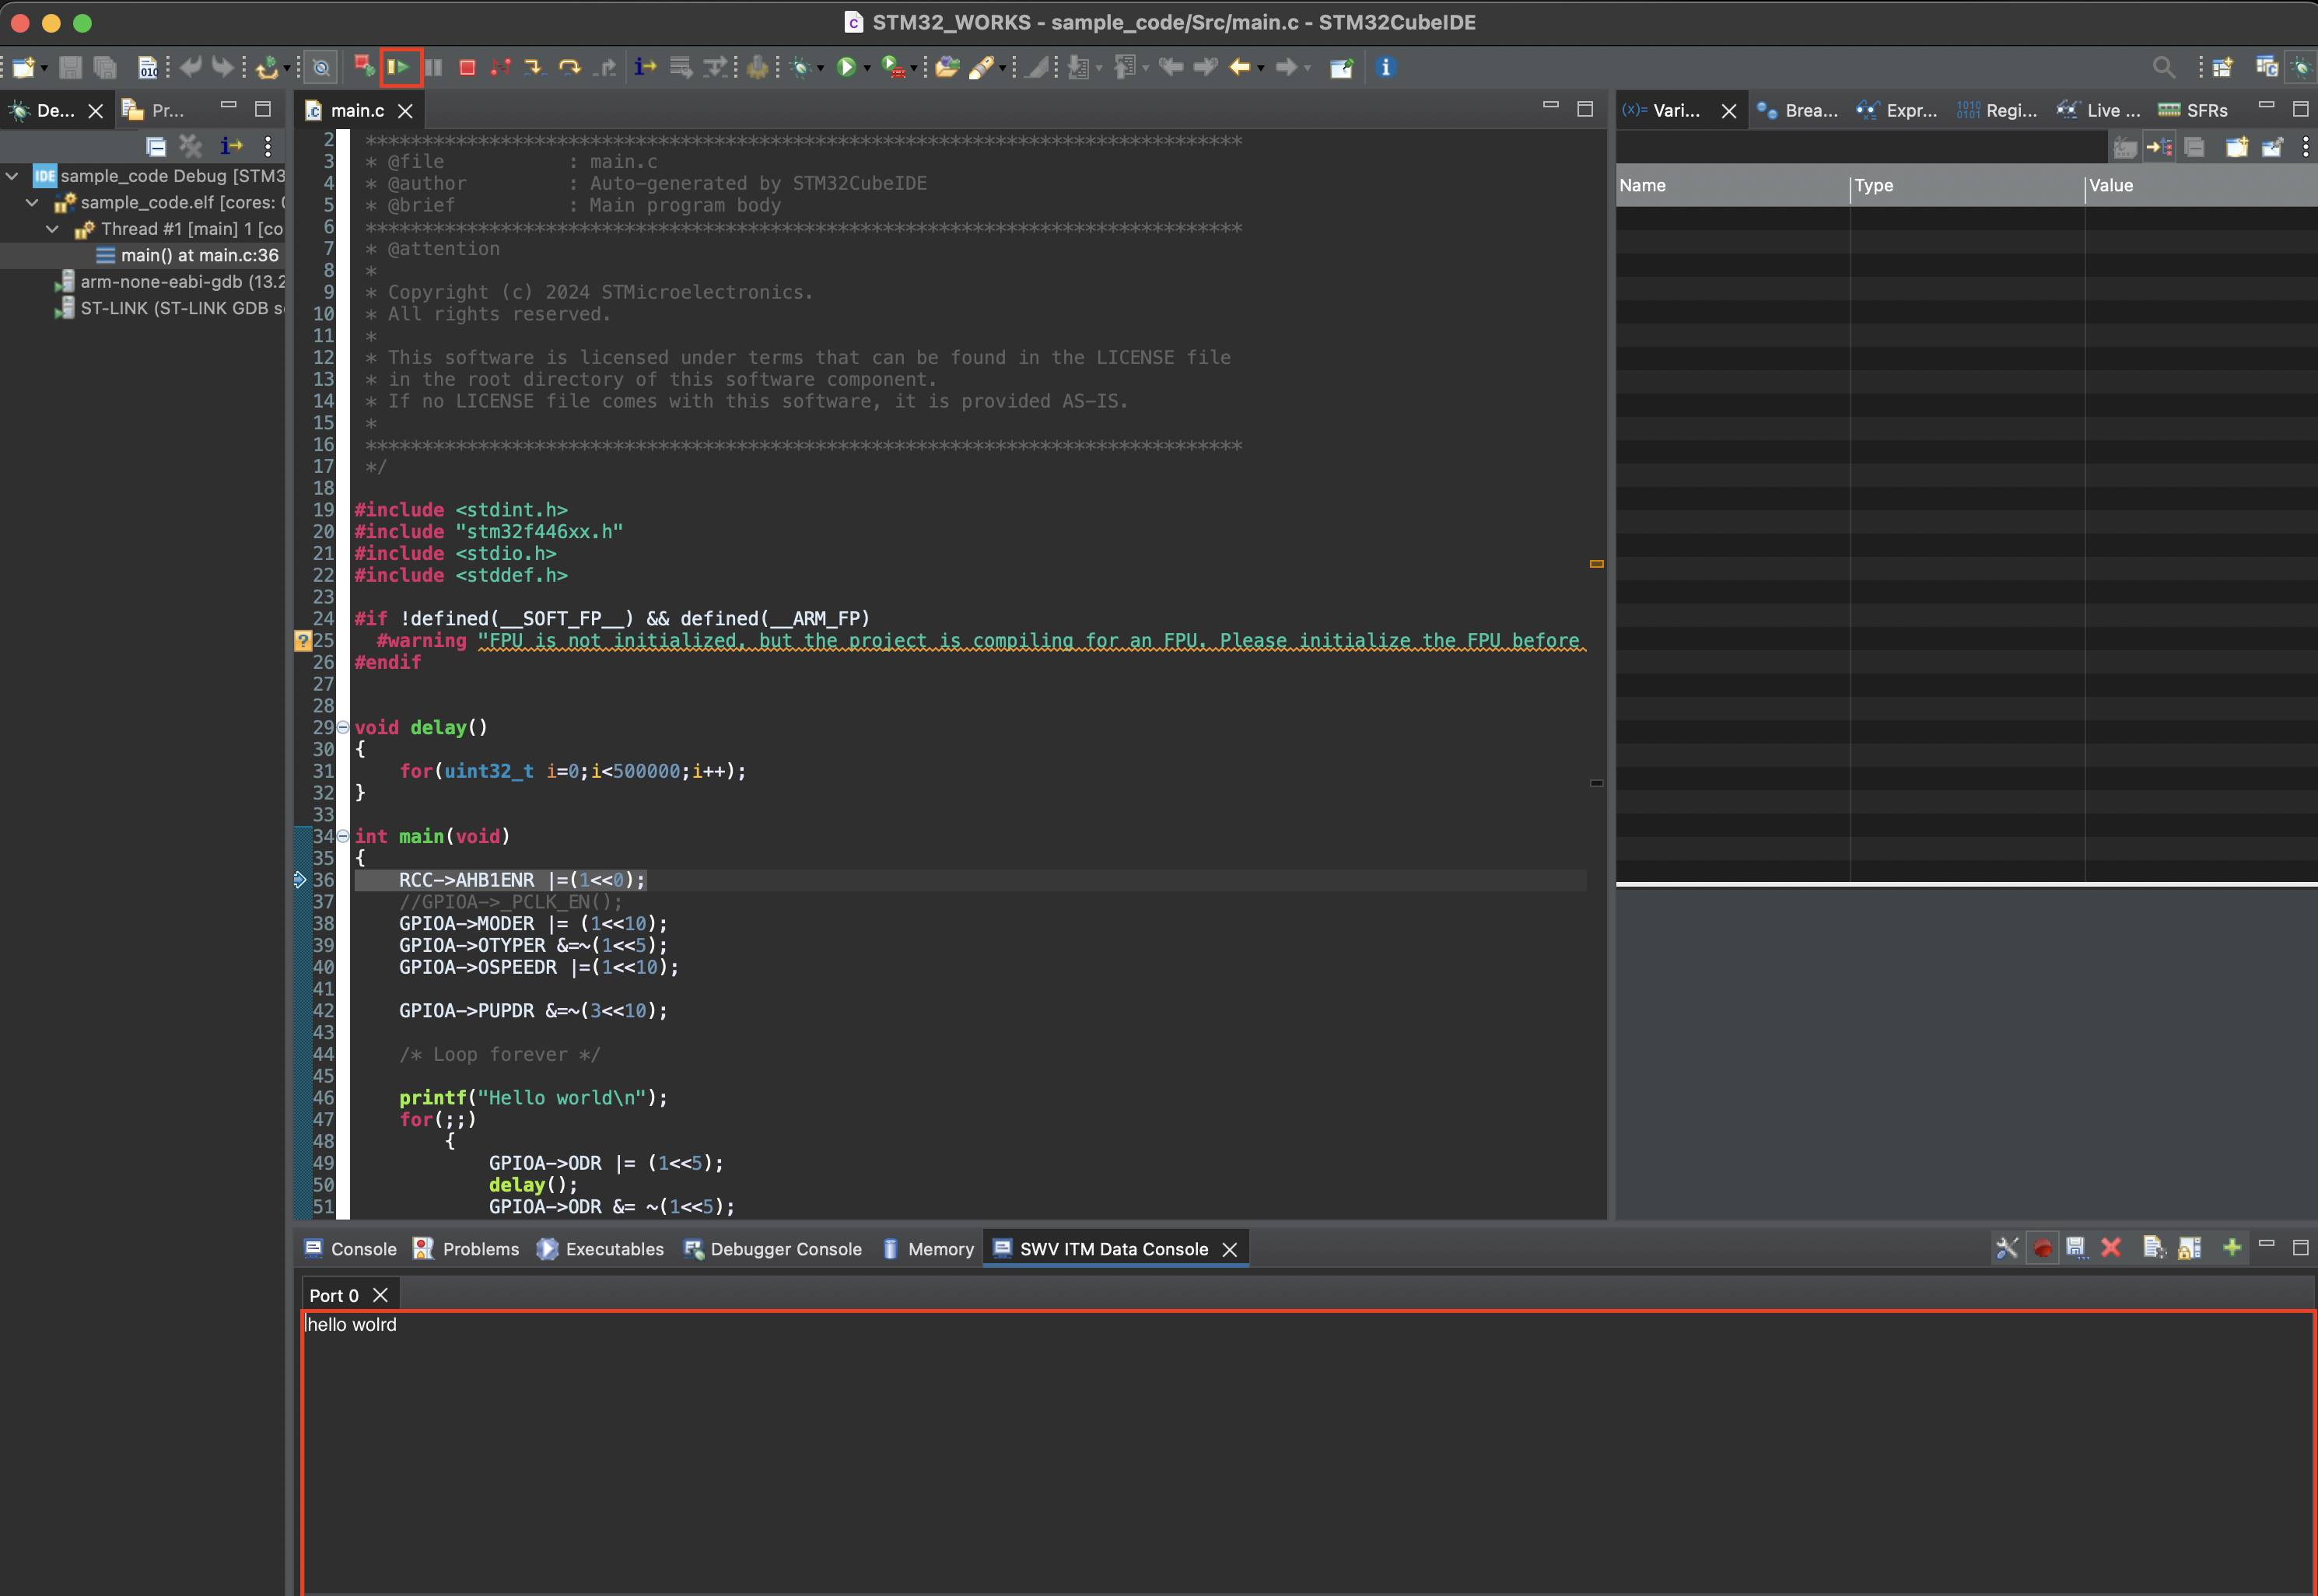 STM32_WORKS - sample_code/Src/main.c - STM32CubeIDE
De...
Pr...
sample_code Debug [STM3
sample_code.elf [cores:
Thread #1 [main] 1 [co
main() at main.c:36
arm-none-eabi-gdb (13.2
ST-LINK (ST-LINK GDB s
main.c
2 *******************************************************************************
3 * @file : main.c
4 * @author : Auto-generated by STM32CubeIDE
5 * @brief : Main program body
6 *******************************************************************************
7 * @attention
8 *
9 * Copyright (c) 2024 STMicroelectronics.
10 * All rights reserved.
11 *
12 * This software is licensed under terms that can be found in the LICENSE file
13 * in the root directory of this software component.
14 * If no LICENSE file comes with this software, it is provided AS-IS.
15 *
16 *******************************************************************************
17 */
18
19 #include <stdint.h>
20 #include "stm32f446xx.h"
21 #include <stdio.h>
22 #include <stddef.h>
23
24 #if !defined(__SOFT_FP__) && defined(__ARM_FP)
25 #warning "FPU is not initialized, but the project is compiling for an FPU. Please initialize the FPU before
26 #endif
27
28
29 void delay()
30 {
31 for(uint32_t i=0;i<500000;i++);
32 }
33
34 int main(void)
35 {
36 RCC->AHB1ENR |=(1<<0);
37 //GPIOA->_PCLK_EN();
38 GPIOA->MODER |= (1<<10);
39 GPIOA->OTYPER &=~(1<<5);
40 GPIOA->OSPEEDR |=(1<<10);
41
42 GPIOA->PUPDR &=~(3<<10);
43
44 /* Loop forever */
45
46 printf("Hello world\n");
47 for(;;)
48 {
49 GPIOA->ODR |= (1<<5);
50 delay();
51 GPIOA->ODR &= ~(1<<5);
(x)= Vari...
Brea...
Expr...
Regi...
Live ...
SFRs
Name Type Value
Console
Problems
Executables
Debugger Console
Memory
SWV ITM Data Console
Port 0
hello wolrd